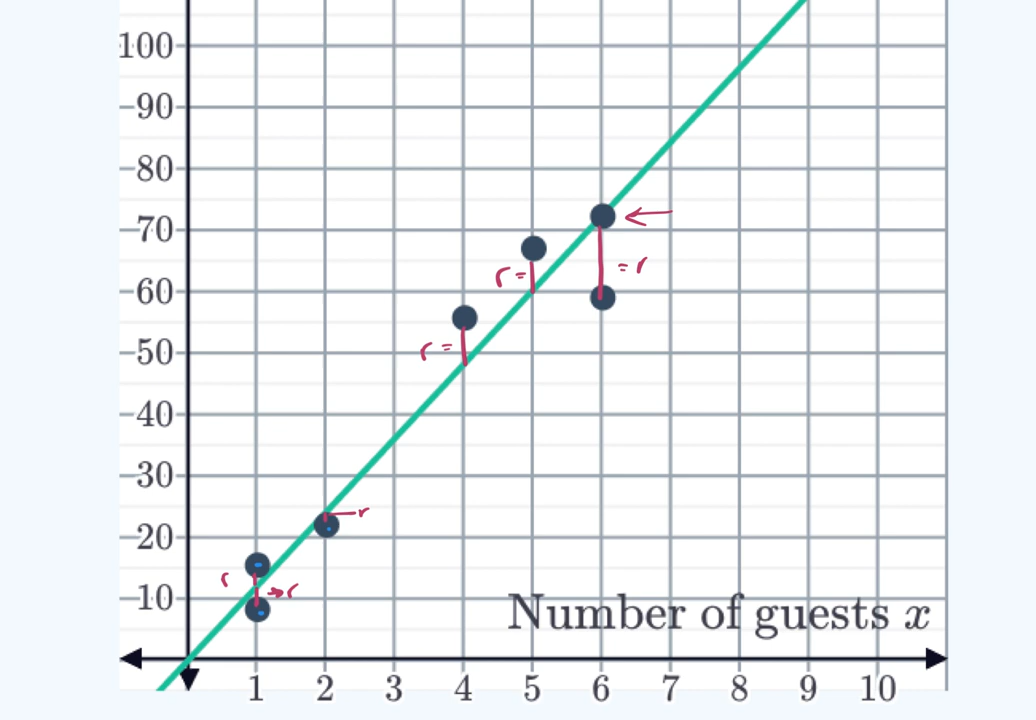 100
90
80
70
60
= r
r =
50
r =
40
30
20
r
r
r
10
Number of guests x
1 2 3 4 5 6 7 8 9 10